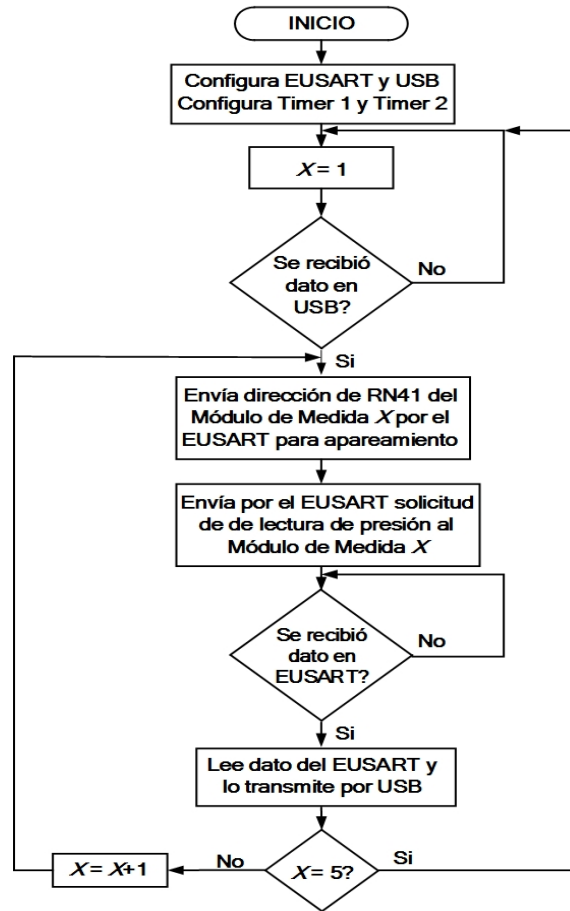 INICIO
Configura EUSART y USB
Configura Timer 1 y Timer 2
X = 1
Se recibió
dato en
USB?
No
Si
Envía dirección de RN41 del
Módulo de Medida X por el
EUSART para apareamiento
Envía por el EUSART solicitud
de de lectura de presión al
Módulo de Medida X
Se recibió
dato en
EUSART?
No
Si
Lee dato del EUSART y
lo transmite por USB
X = X+1
No
X = 5?
Si